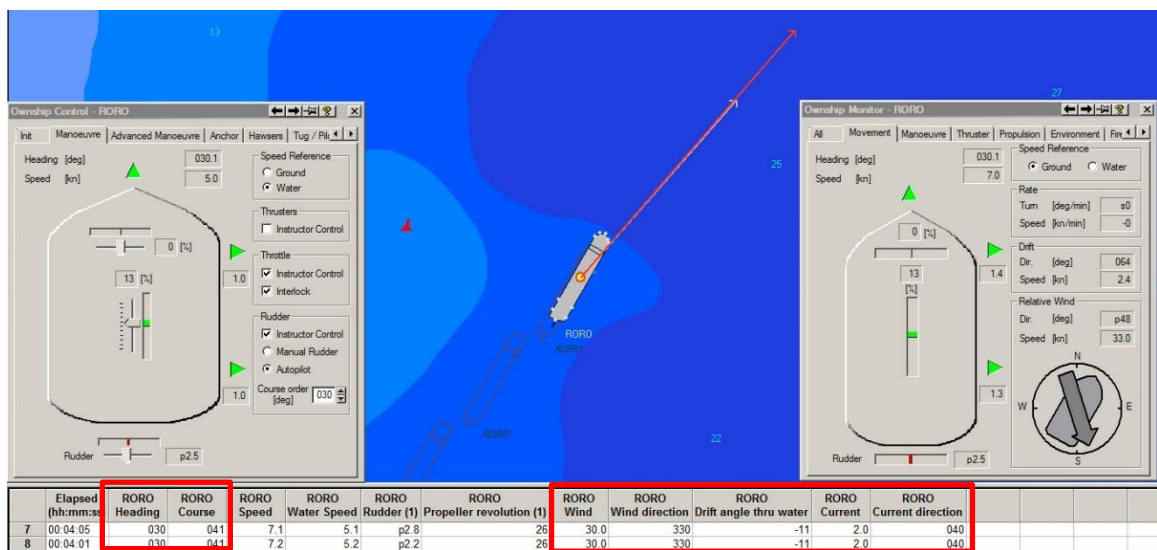 13
27
25
22
RORO
RORO
RORO
Ownship Control - RORO
Init Manoeuvre Advanced Manoeuvre Anchor Hawsers Tug /
Heading [deg] 030.1
Speed [kn] 5.0
Speed Reference
Ground
Water
Thrusters
Instructor Control
0 [%]
13 [%]
1.0
Throttle
Instructor Control
Interlock
Rudder
Instructor Control
Manual Rudder
Autopilot
Course order [deg] 030
1.0
Rudder p2.5
Ownship Monitor - RORO
All Movement Manoeuvre Thruster Propulsion Environment
Heading [deg] 030.1
Speed [kn] 7.0
Speed Reference
Ground Water
Rate
Turn [deg/min] s0
Speed [kn/min] -0
0 [%]
13
[%]
1.4
Drift
Dir. [deg] 064
Speed [kn] 2.4
Relative Wind
Dir. [deg] p48
Speed [kn] 33.0
N
W E
S
1.3
Rudder p2.5
Elapsed RORO RORO RORO RORO RORO RORO RORO RORO RORO RORO RORO
(hh:mm:ss Heading Course Speed Water Speed Rudder (1) Propeller revolution (1) Wind Wind direction Drift angle thru water Current Current direction
7 00:04:05 030 041 7.1 5.1 p2.8 26 30.0 330 -11 2.0 040
8 00:04:01 030 041 7.2 5.2 p2.2 26 30.0 330 -11 2.0 040